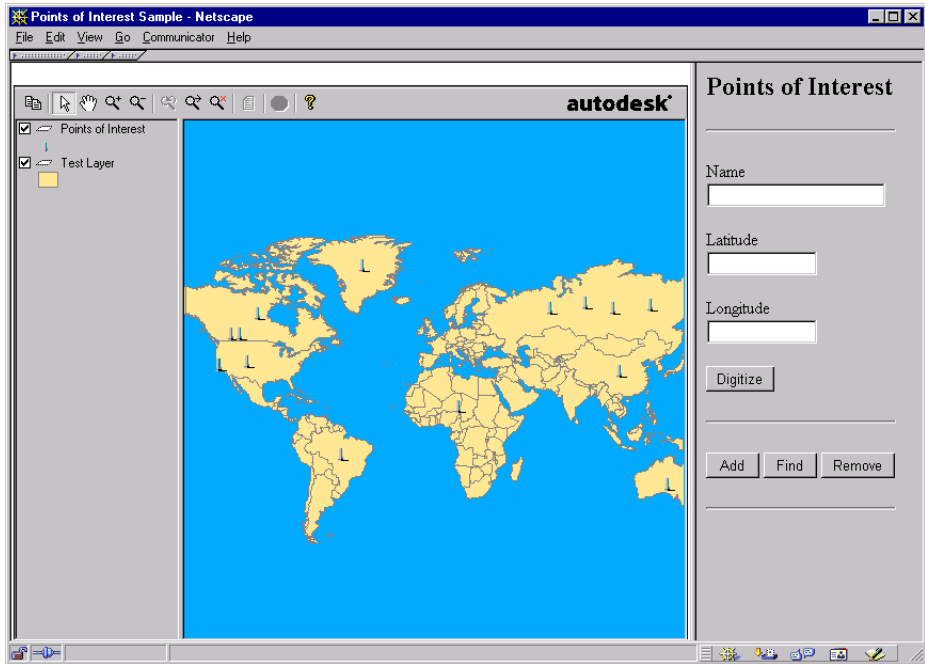 Points of Interest Sample - Netscape
File Edit View Go Communicator Help
autodesk
Points of Interest
Test Layer
Points of Interest
Name
Latitude
Longitude
Digitize
Add Find Remove